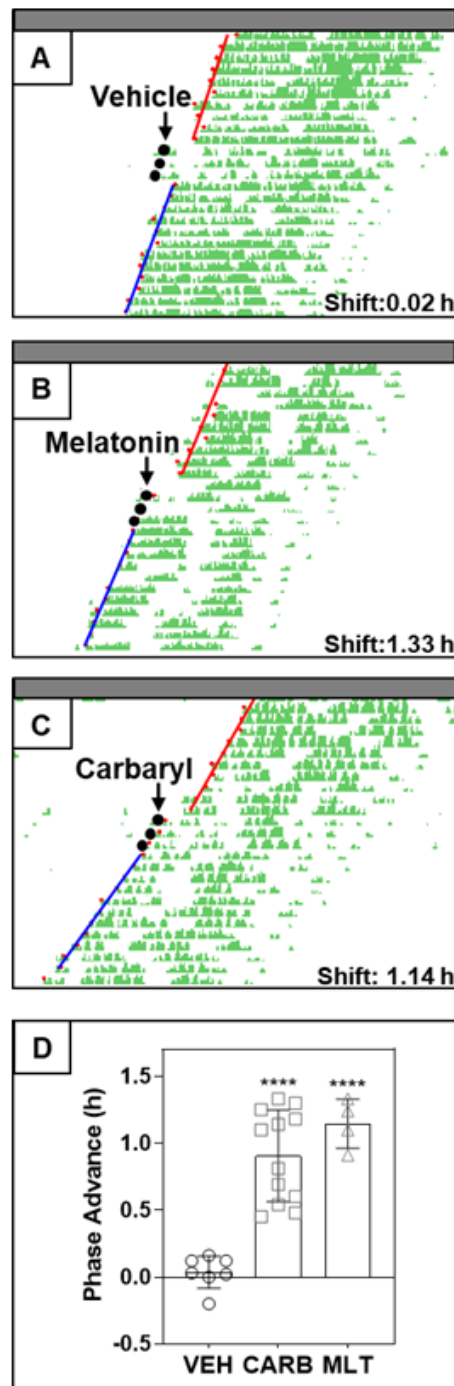 A
Vehicle
Shift:0.02 h
B
Melatonin
Shift:1.33 h
C
Carbaryl
Shift: 1.14 h
D
Phase Advance (h)
1.5
1.0
0.5
0.0
-0.5
**** ****
VEH CARB MLT